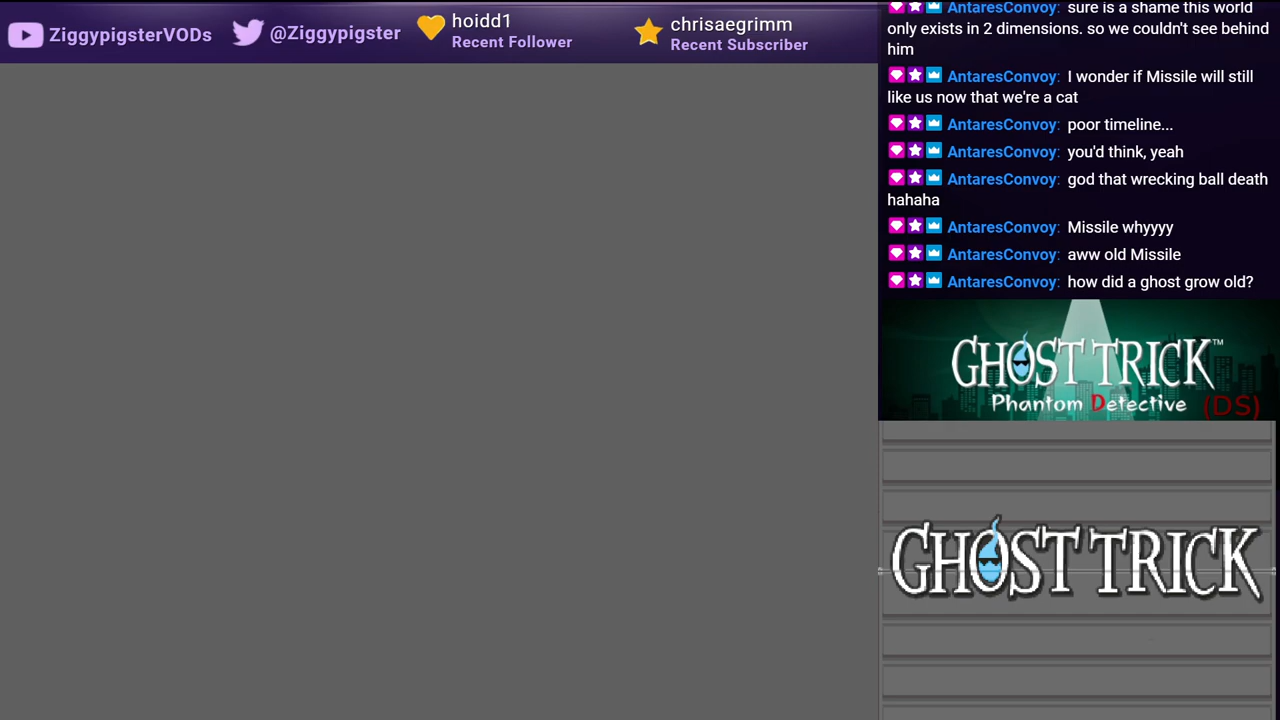 ZiggypigsterVODs
@Ziggypigster
hoidd1
Recent Follower
chrisaegrimm
Recent Subscriber
sure is a shame this world
only exists in 2 dimensions. so we couldn't see behind
him
AntaresConvoy: I wonder if Missile will still
like us now that we're a cat
AntaresConvoy: poor timeline...
AntaresConvoy: you'd think, yeah
AntaresConvoy: god that wrecking ball death
hahaha
AntaresConvoy: Missile whyyyy
AntaresConvoy: aww old Missile
AntaresConvoy: how did a ghost grow old?
GHOST TRICK™
Phantom Detective (DS)
GHOST TRICK